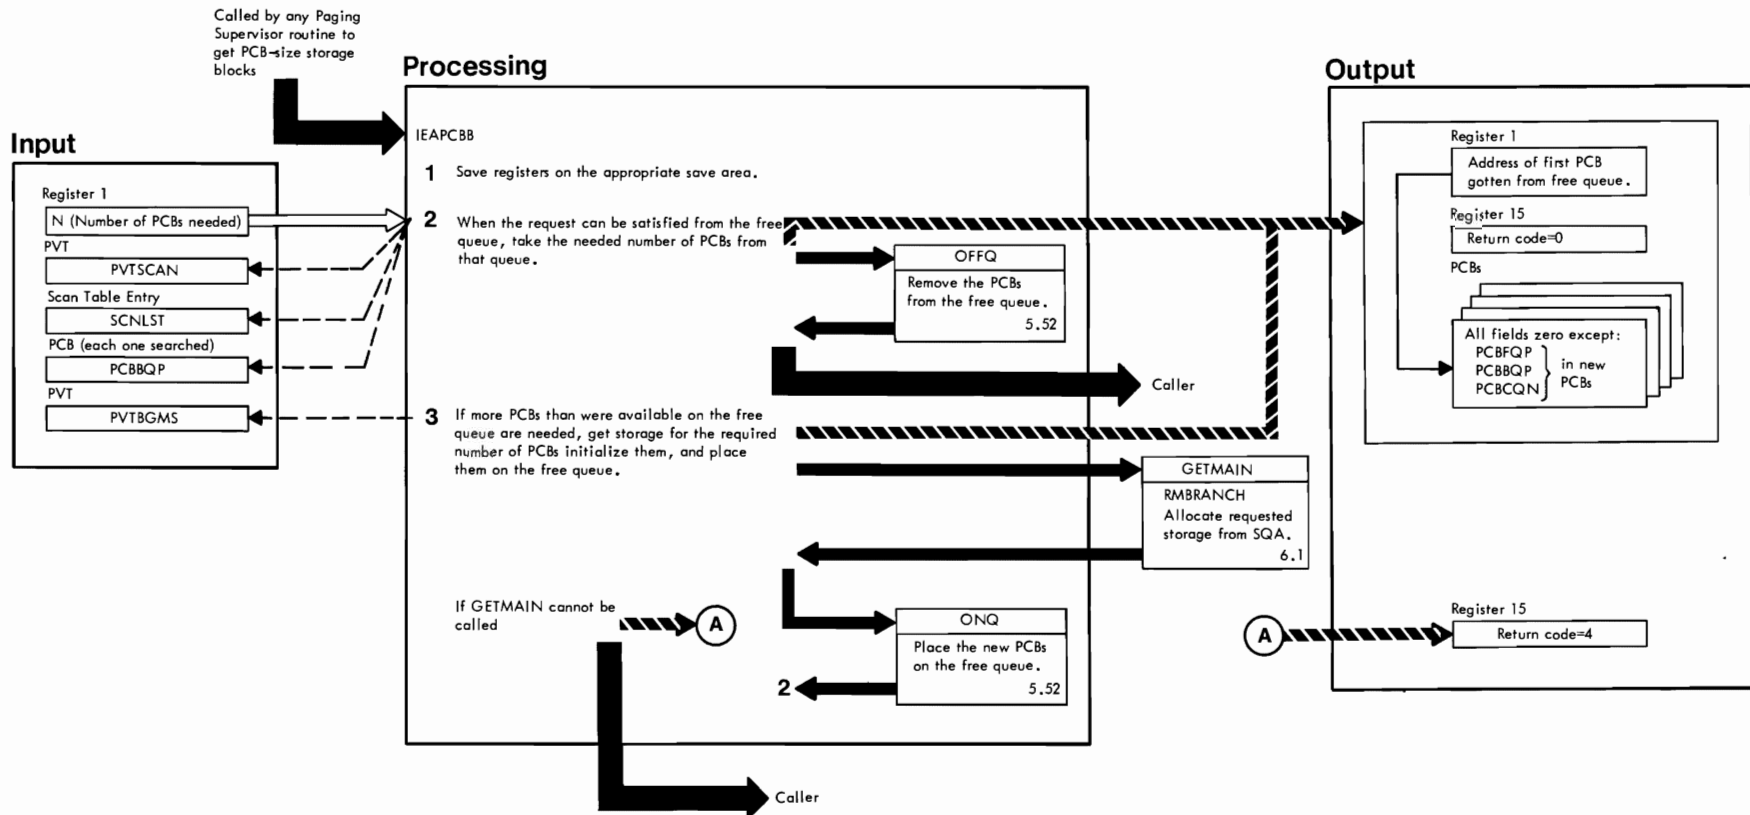 Called by any Paging
Supervisor routine to
get PCB-size storage
blocks
Input
Register 1
N (Number of PCBs needed)
PVT
PVTSCAN
Scan Table Entry
SCNLST
PCB (each one searched)
PCBBQP
PVT
PVTBGMS
Processing
IEAPCBB
1 Save registers on the appropriate save area.
2 When the request can be satisfied from the free
queue, take the needed number of PCBs from
that queue.
OFFQ
Remove the PCBs
from the free queue.
5.52
Caller
3 If more PCBs than were available on the free
queue are needed, get storage for the required
number of PCBs initialize them, and place
them on the free queue.
GETMAIN
RMBRANCH
Allocate requested
storage from SQA.
6.1
If GETMAIN cannot be
called
A
ONQ
Place the new PCBs
on the free queue.
5.52
2
Caller
Output
Register 1
Address of first PCB
gotten from free queue.
Register 15
Return code=0
PCBs
All fields zero except:
PCBFQP
PCBBQP
PCBCQN
in new
PCBs
Register 15
A
Return code=4